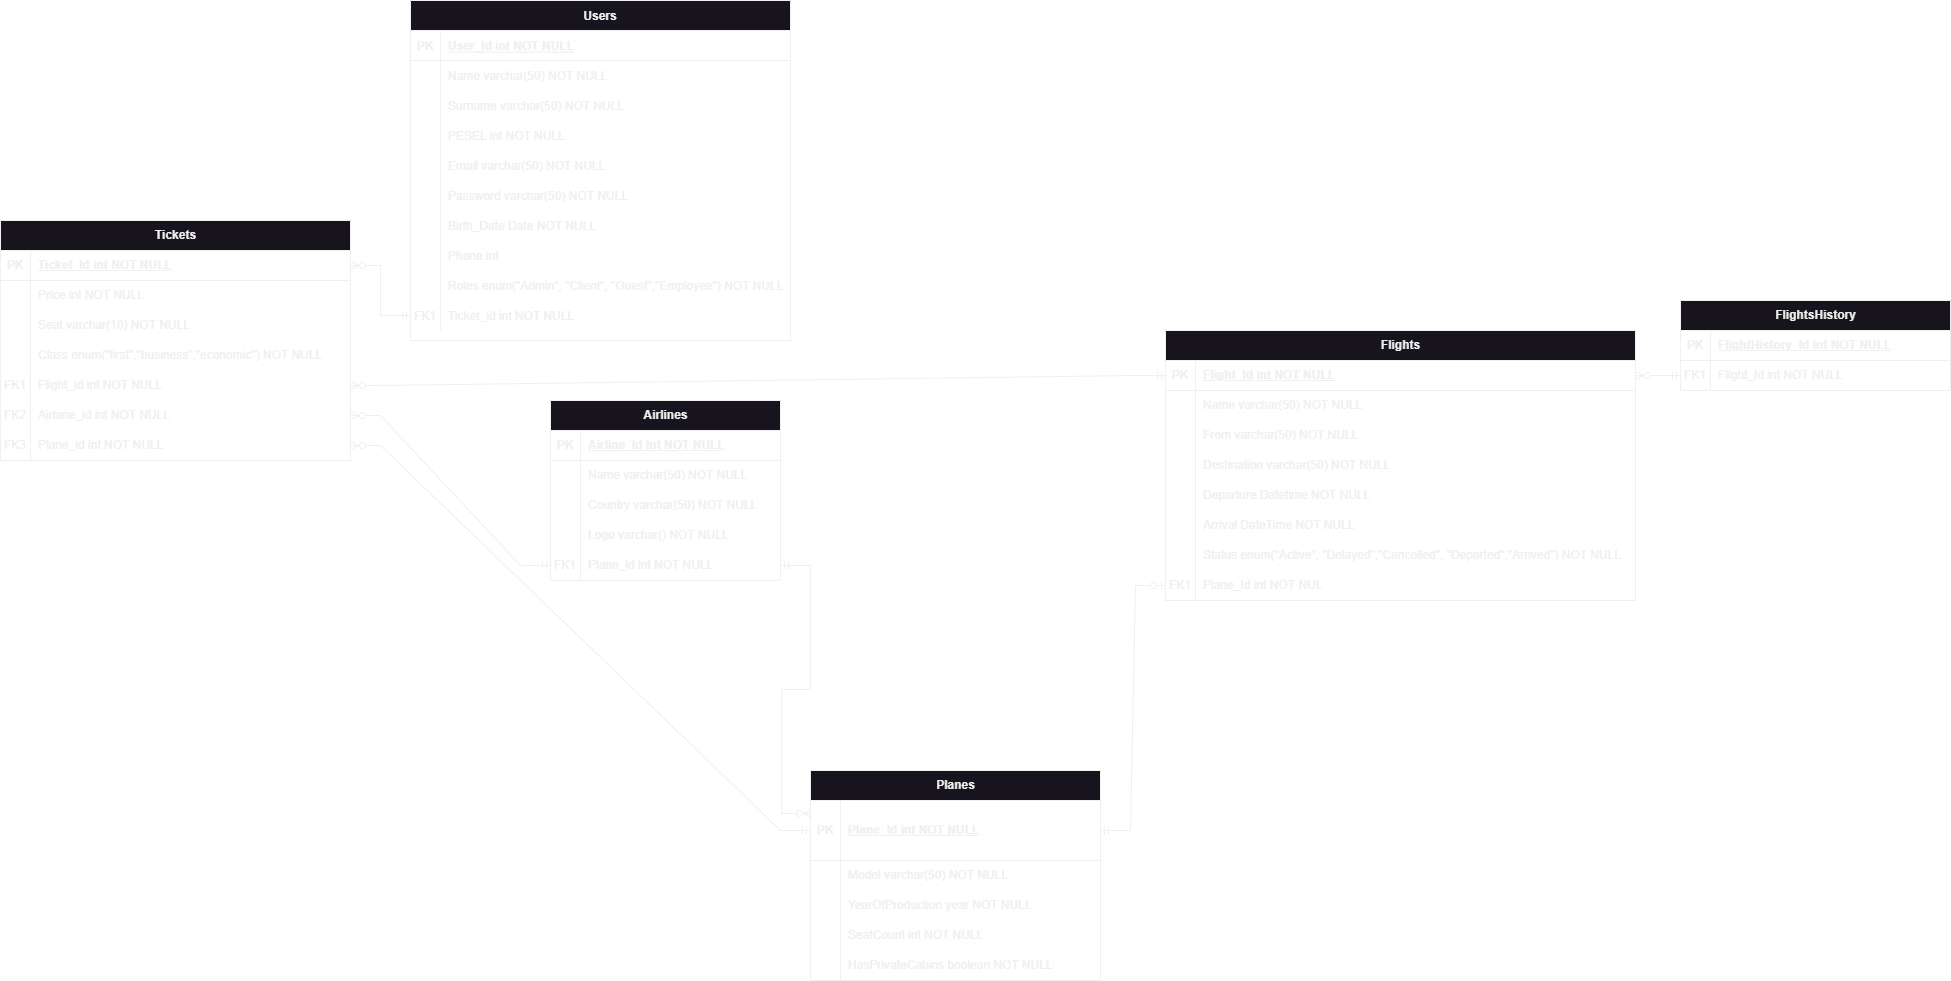 Users
PK User_Id int NOT NULL
Name varchar(50) NOT NULL
Surname varchar(50) NOT NULL
PESEL int NOT NULL
Email varchar(50) NOT NULL
Password varchar(50) NOT NULL
Birth_Date Date NOT NULL
Phone int
Roles enum("Admin", "Client", "Guest","Employee") NOT NULL
FK1 Ticket_id int NOT NULL
Tickets
PK Ticket_Id int NOT NULL
Price int NOT NULL
Seat varchar(10) NOT NULL
Class enum("first","business","economic") NOT NULL
FK1 Flight_id int NOT NULL
FK2 Airlane_id int NOT NULL
FK3 Plane_id int NOT NULL
Airlines
PK Airline_Id int NOT NULL
Name varchar(50) NOT NULL
Country varchar(50) NOT NULL
Logo varchar() NOT NULL
FK1 Plane_id int NOT NULL
Flights
PK Flight_Id int NOT NULL
Name varchar(50) NOT NULL
From varchar(50) NOT NULL
Destination varchar(50) NOT NULL
Departure Datetime NOT NULL
Arrival DateTime NOT NULL
Status enum("Active", "Delayed","Cancelled", "Departed","Arrived") NOT NULL
FK1 Plane_Id int NOT NUL
FlightsHistory
PK FlightHistory_Id int NOT NULL
FK1 Flight_Id int NOT NULL
Planes
PK Plane_Id int NOT NULL
Model varchar(50) NOT NULL
YearOfProduction year NOT NULL
SeatCount int NOT NULL
HasPrivateCabins boolean NOT NULL